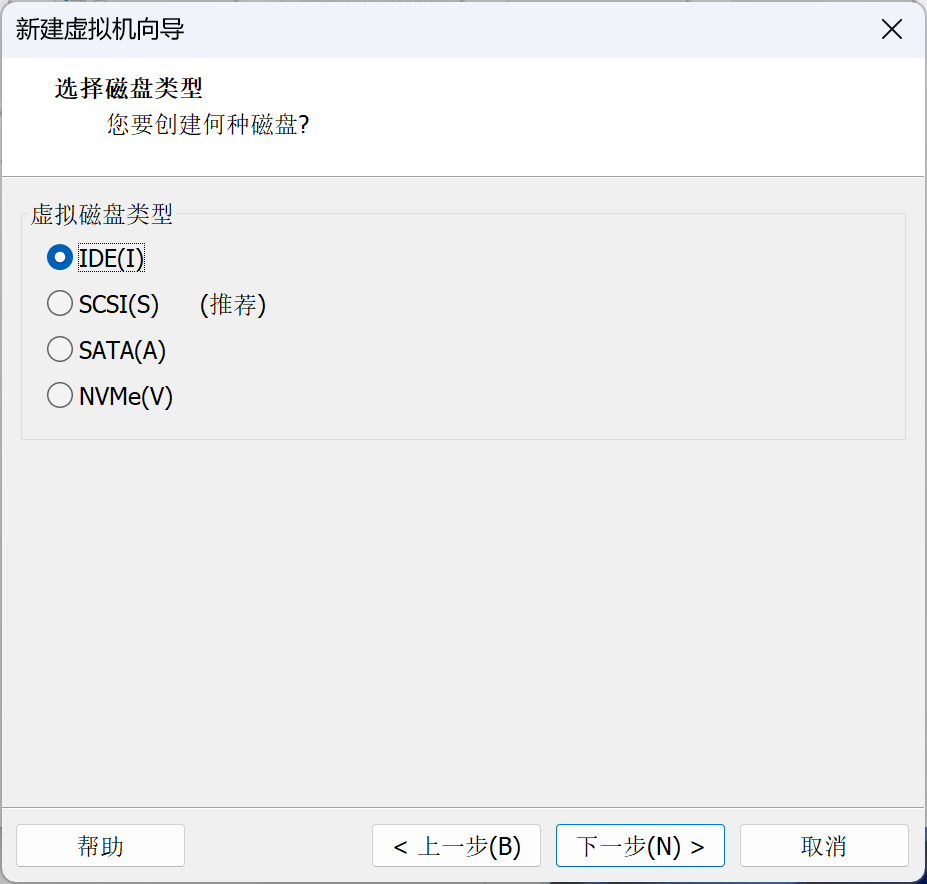 新建虚拟机向导
选择磁盘类型
您要创建何种磁盘?
虚拟磁盘类型
IDE(I)
SCSI(S) (推荐)
SATA(A)
NVMe(V)
帮助
< 上一步(B)
下一步(N) >
取消